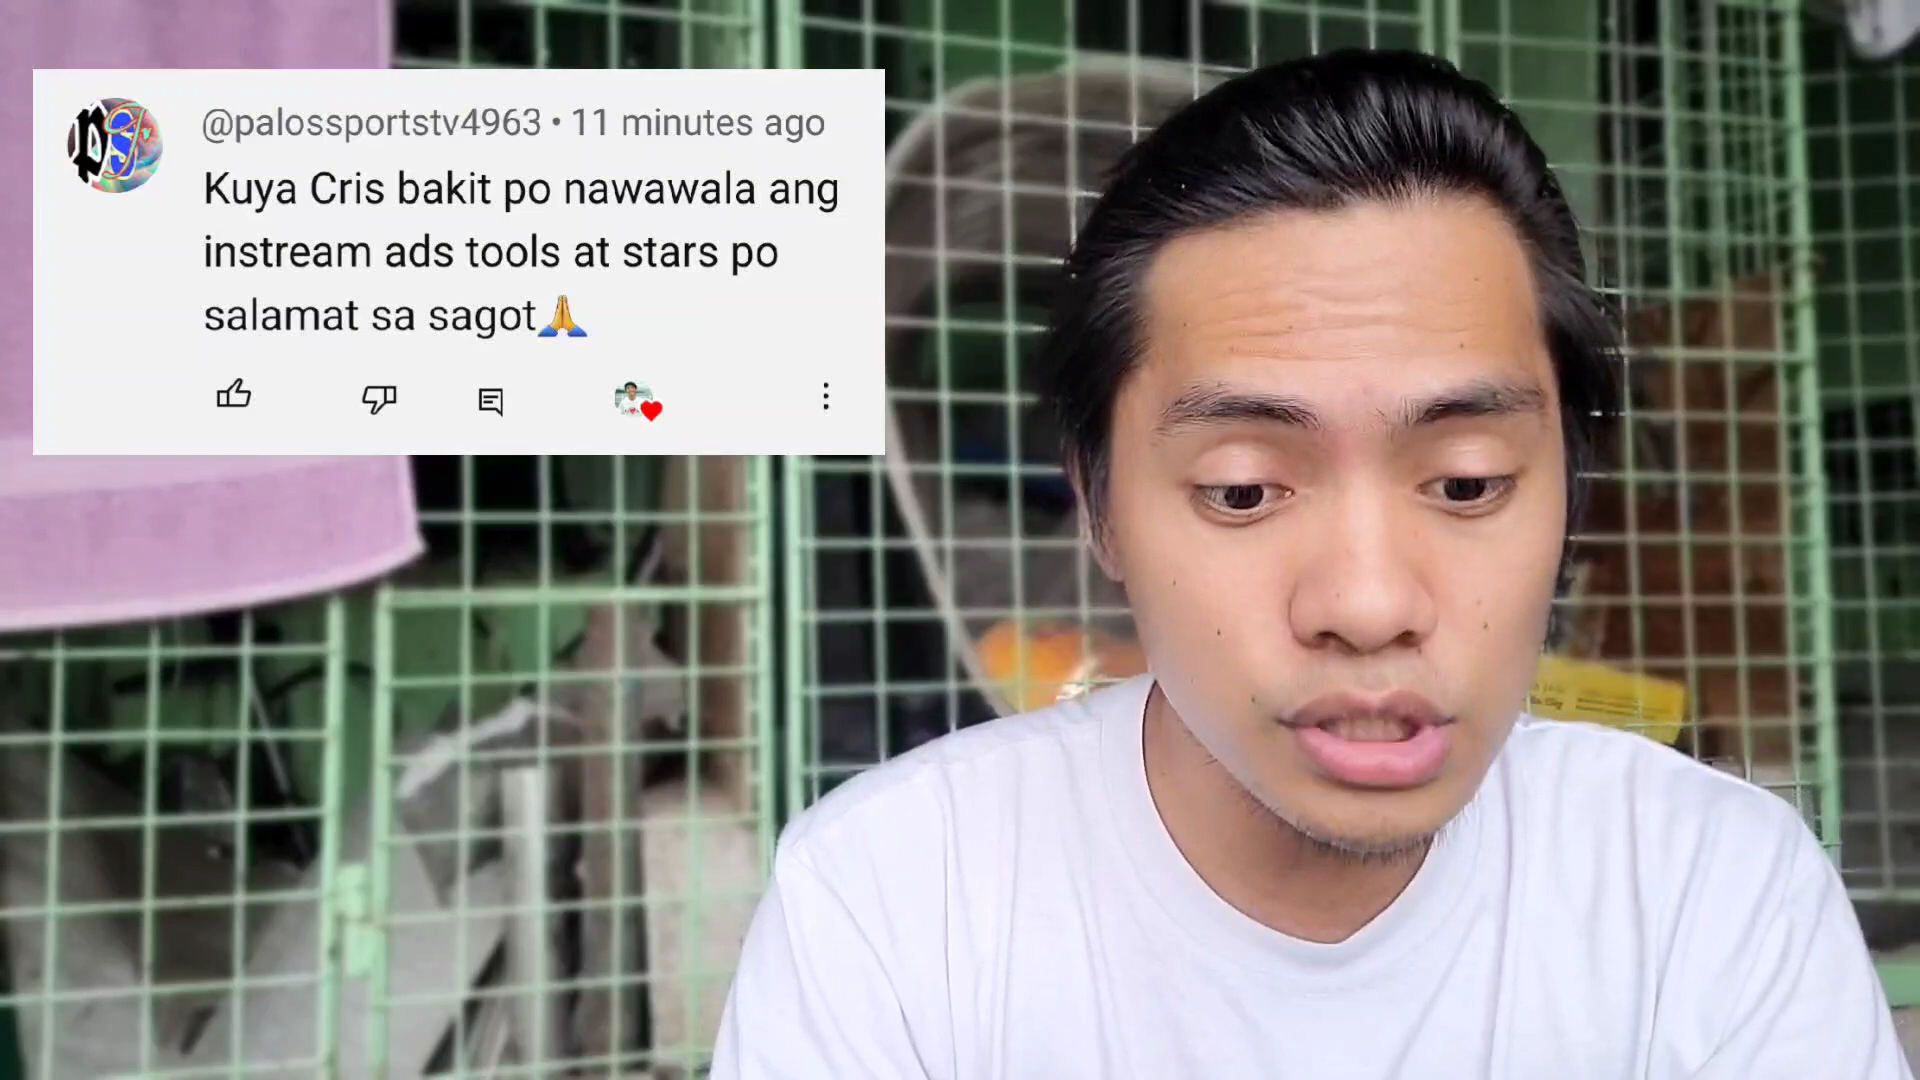 @palossportstv4963 • 11 minutes ago
Kuya Cris bakit po nawawala ang
instream ads tools at stars po
salamat sa sagot🙏